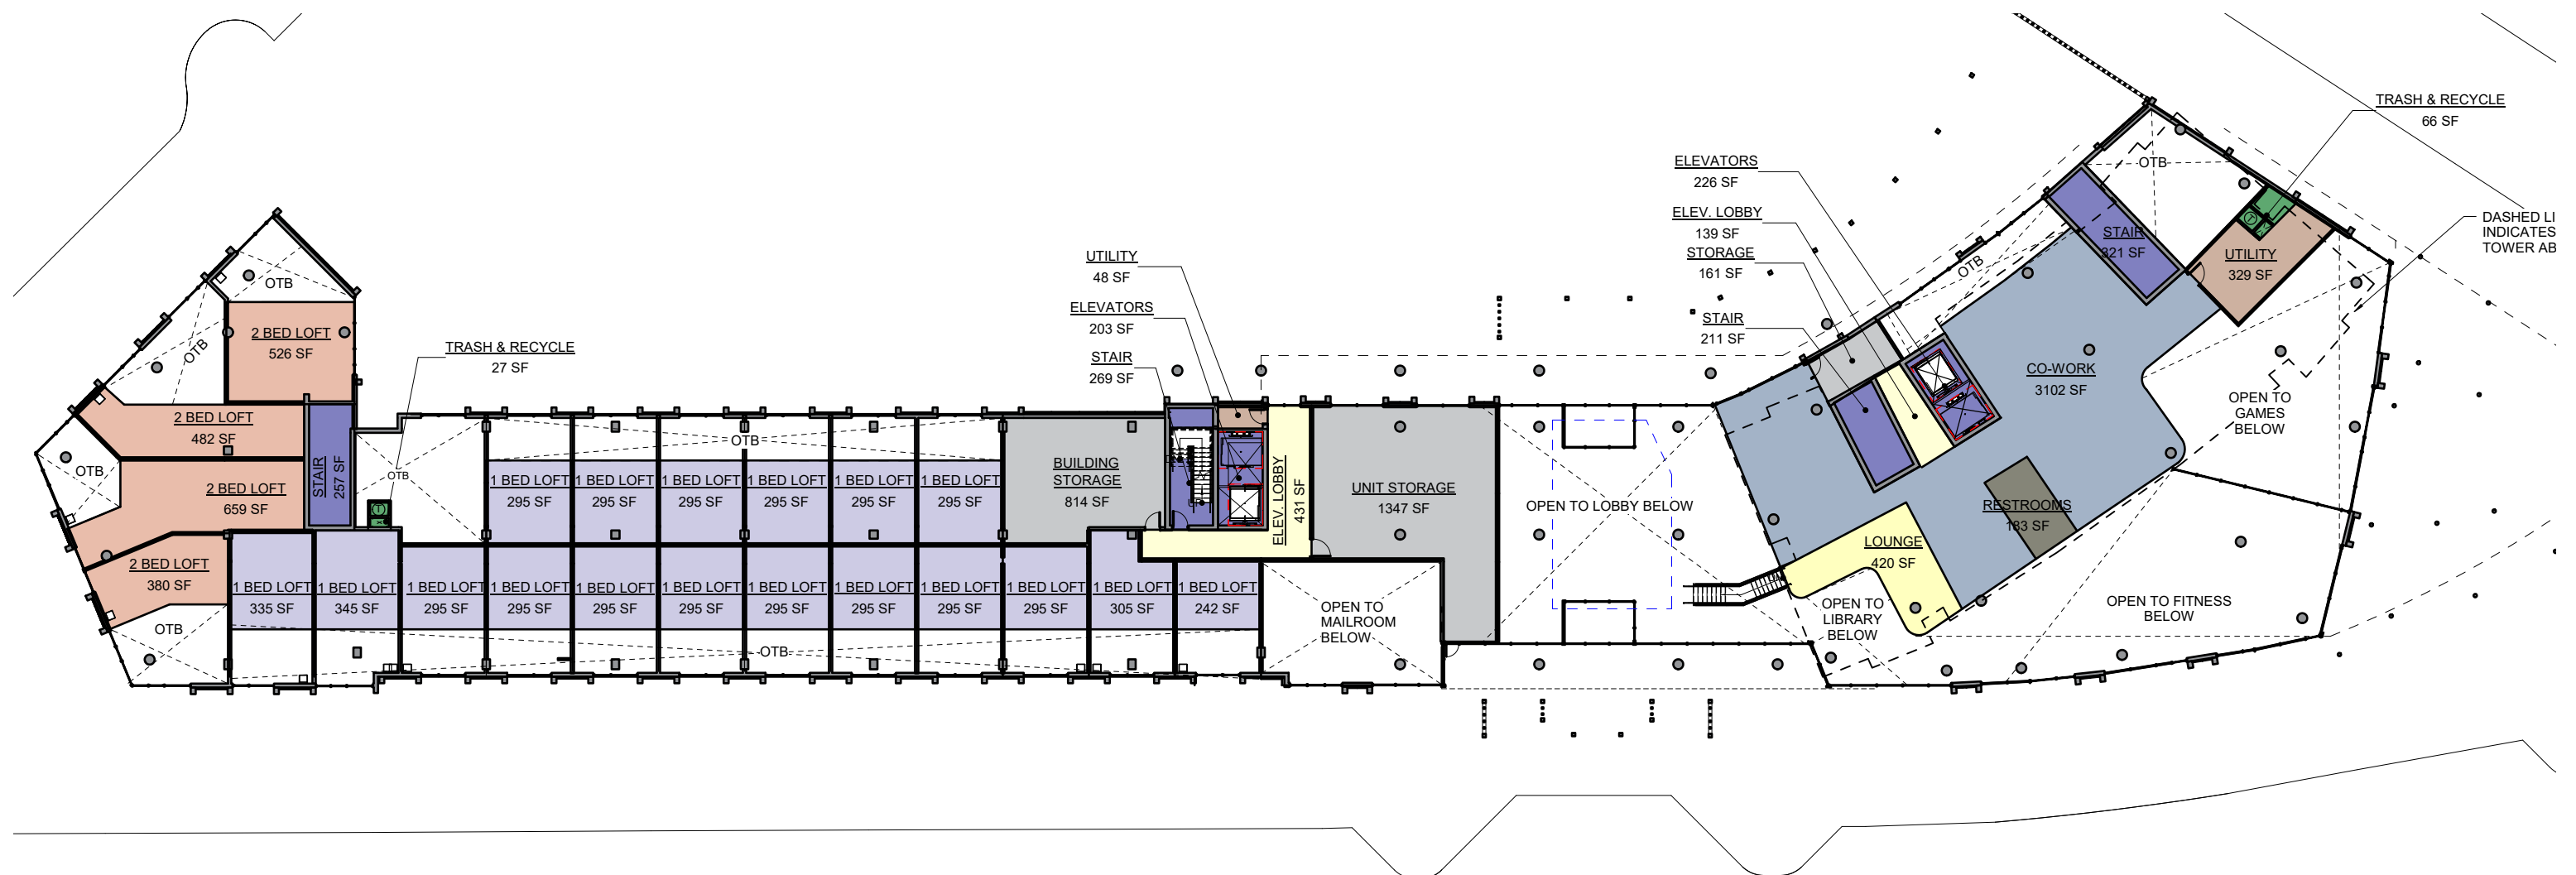 TRASH & RECYCLE
66 SF
ELEVATORS
226 SF
ELEV. LOBBY
139 SF
STORAGE
161 SF
STAIR
211 SF
OTB
DASHED LI
INDICATES
TOWER AB
STAIR
321 SF
UTILITY
329 SF
OTB
UTILITY
48 SF
ELEVATORS
203 SF
STAIR
269 SF
OTB
2 BED LOFT
526 SF
OTB
TRASH & RECYCLE
27 SF
CO-WORK
3102 SF
OPEN TO
GAMES
BELOW
2 BED LOFT
482 SF
OTB
OTB
OTB
STAIR
257 SF
2 BED LOFT
659 SF
1 BED LOFT
295 SF
1 BED LOFT
295 SF
1 BED LOFT
295 SF
1 BED LOFT
295 SF
1 BED LOFT
295 SF
1 BED LOFT
295 SF
BUILDING
STORAGE
814 SF
ELEV. LOBBY
431 SF
UNIT STORAGE
1347 SF
OPEN TO LOBBY BELOW
RESTROOMS
183 SF
LOUNGE
420 SF
2 BED LOFT
380 SF
1 BED LOFT
335 SF
1 BED LOFT
345 SF
1 BED LOFT
295 SF
1 BED LOFT
295 SF
1 BED LOFT
295 SF
1 BED LOFT
295 SF
1 BED LOFT
295 SF
1 BED LOFT
295 SF
1 BED LOFT
295 SF
1 BED LOFT
295 SF
1 BED LOFT
305 SF
1 BED LOFT
242 SF
OPEN TO
MAILROOM
BELOW
OPEN TO
LIBRARY
BELOW
OPEN TO FITNESS
BELOW
OTB
OTB